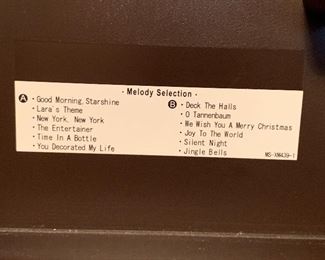 · Melody Selection ·
A · Good Morning, Starshine
· Lara's Theme
· New York, New York
· The Entertainer
· Time In A Bottle
· You Decorated My Life
B · Deck The Halls
· O Tannenbaum
· We Wish You A Merry Christmas
· Joy To The World
· Silent Night
· Jingle Bells
MS-XM439-1